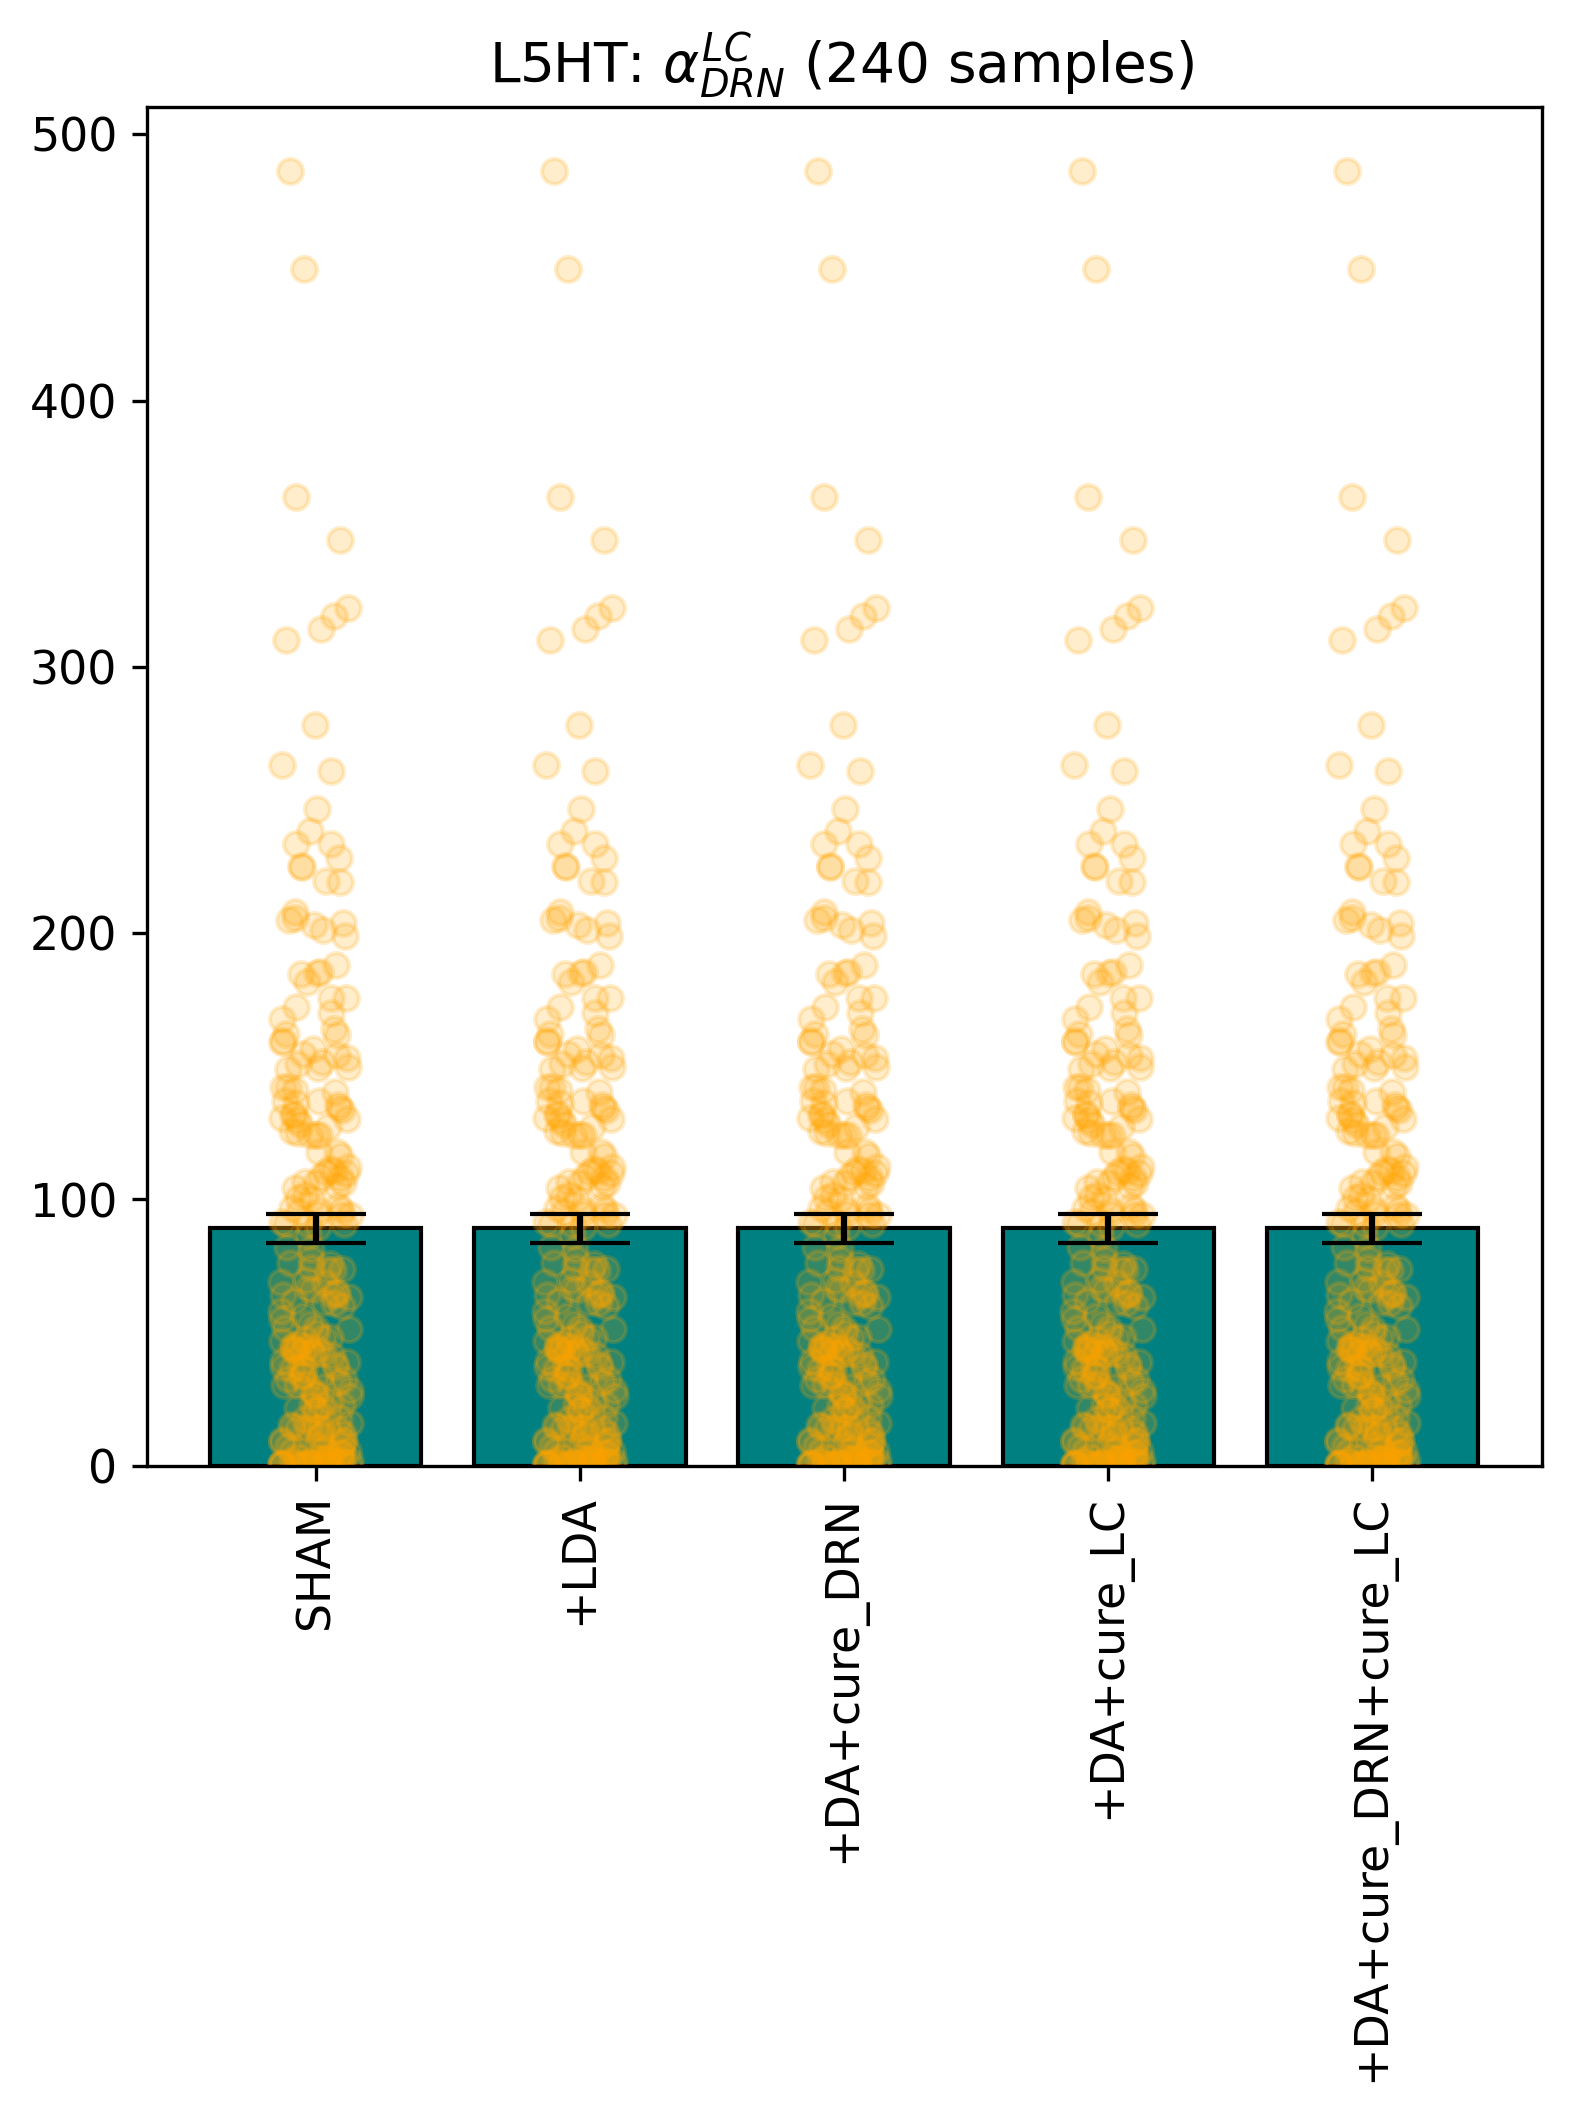 L5HT: α_{DRN}^{LC} (240 samples)
500
400
300
200
100
0
SHAM
+LDA
+DA+cure_DRN
+DA+cure_LC
+DA+cure_DRN+cure_LC